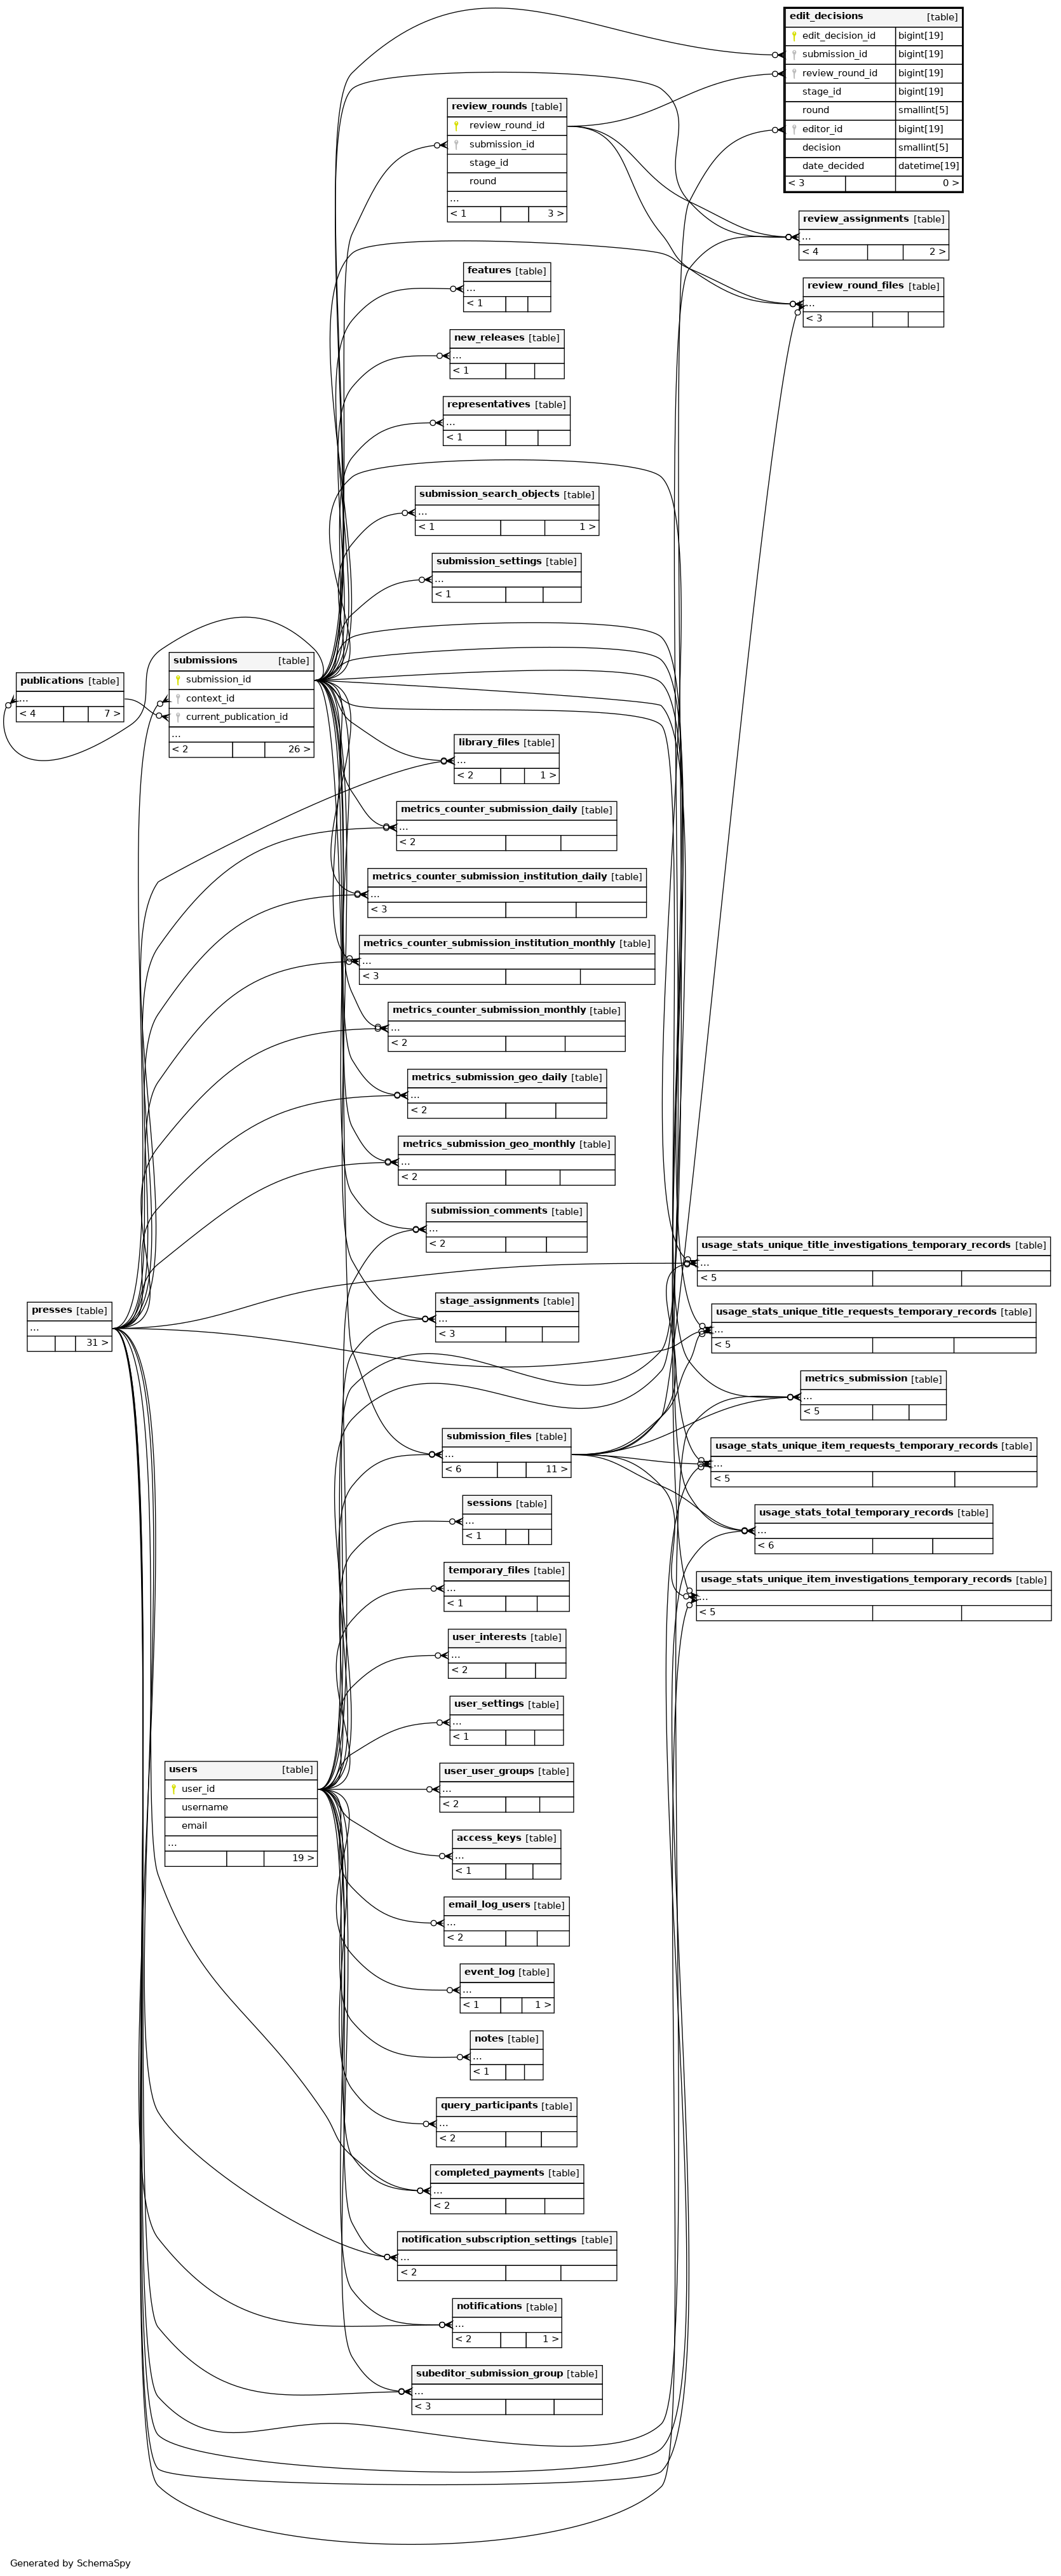 edit_decisions [table]
edit_decision_id bigint[19]
submission_id bigint[19]
review_round_id bigint[19]
stage_id bigint[19]
round smallint[5]
editor_id bigint[19]
decision smallint[5]
date_decided datetime[19]
< 3 0 >
review_rounds [table]
review_round_id
submission_id
stage_id
round
...
< 1 3 >
review_assignments [table]
...
< 4 2 >
review_round_files [table]
...
< 3
features [table]
...
< 1
new_releases [table]
...
< 1
representatives [table]
...
< 1
submission_search_objects [table]
...
< 1 1 >
submission_settings [table]
...
< 1
submissions [table]
submission_id
context_id
current_publication_id
...
< 2 26 >
publications [table]
...
< 4 7 >
library_files [table]
...
< 2 1 >
metrics_counter_submission_daily [table]
...
< 2
metrics_counter_submission_institution_daily [table]
...
< 3
metrics_counter_submission_institution_monthly [table]
...
< 3
metrics_counter_submission_monthly [table]
...
< 2
metrics_submission_geo_daily [table]
...
< 2
metrics_submission_geo_monthly [table]
...
< 2
submission_comments [table]
...
< 2
usage_stats_unique_title_investigations_temporary_records [table]
...
< 5
stage_assignments [table]
...
< 3
presses [table]
...
31 >
usage_stats_unique_title_requests_temporary_records [table]
...
< 5
metrics_submission [table]
...
< 5
submission_files [table]
...
< 6 11 >
usage_stats_unique_item_requests_temporary_records [table]
...
< 5
sessions [table]
...
< 1
usage_stats_total_temporary_records [table]
...
< 6
temporary_files [table]
...
< 1
usage_stats_unique_item_investigations_temporary_records [table]
...
< 5
user_interests [table]
...
< 2
user_settings [table]
...
< 1
users [table]
user_id
username
email
...
19 >
user_user_groups [table]
...
< 2
access_keys [table]
...
< 1
email_log_users [table]
...
< 2
event_log [table]
...
< 1 1 >
notes [table]
...
< 1
query_participants [table]
...
< 2
completed_payments [table]
...
< 2
notification_subscription_settings [table]
...
< 2
notifications [table]
...
< 2 1 >
subeditor_submission_group [table]
...
< 3
Generated by SchemaSpy